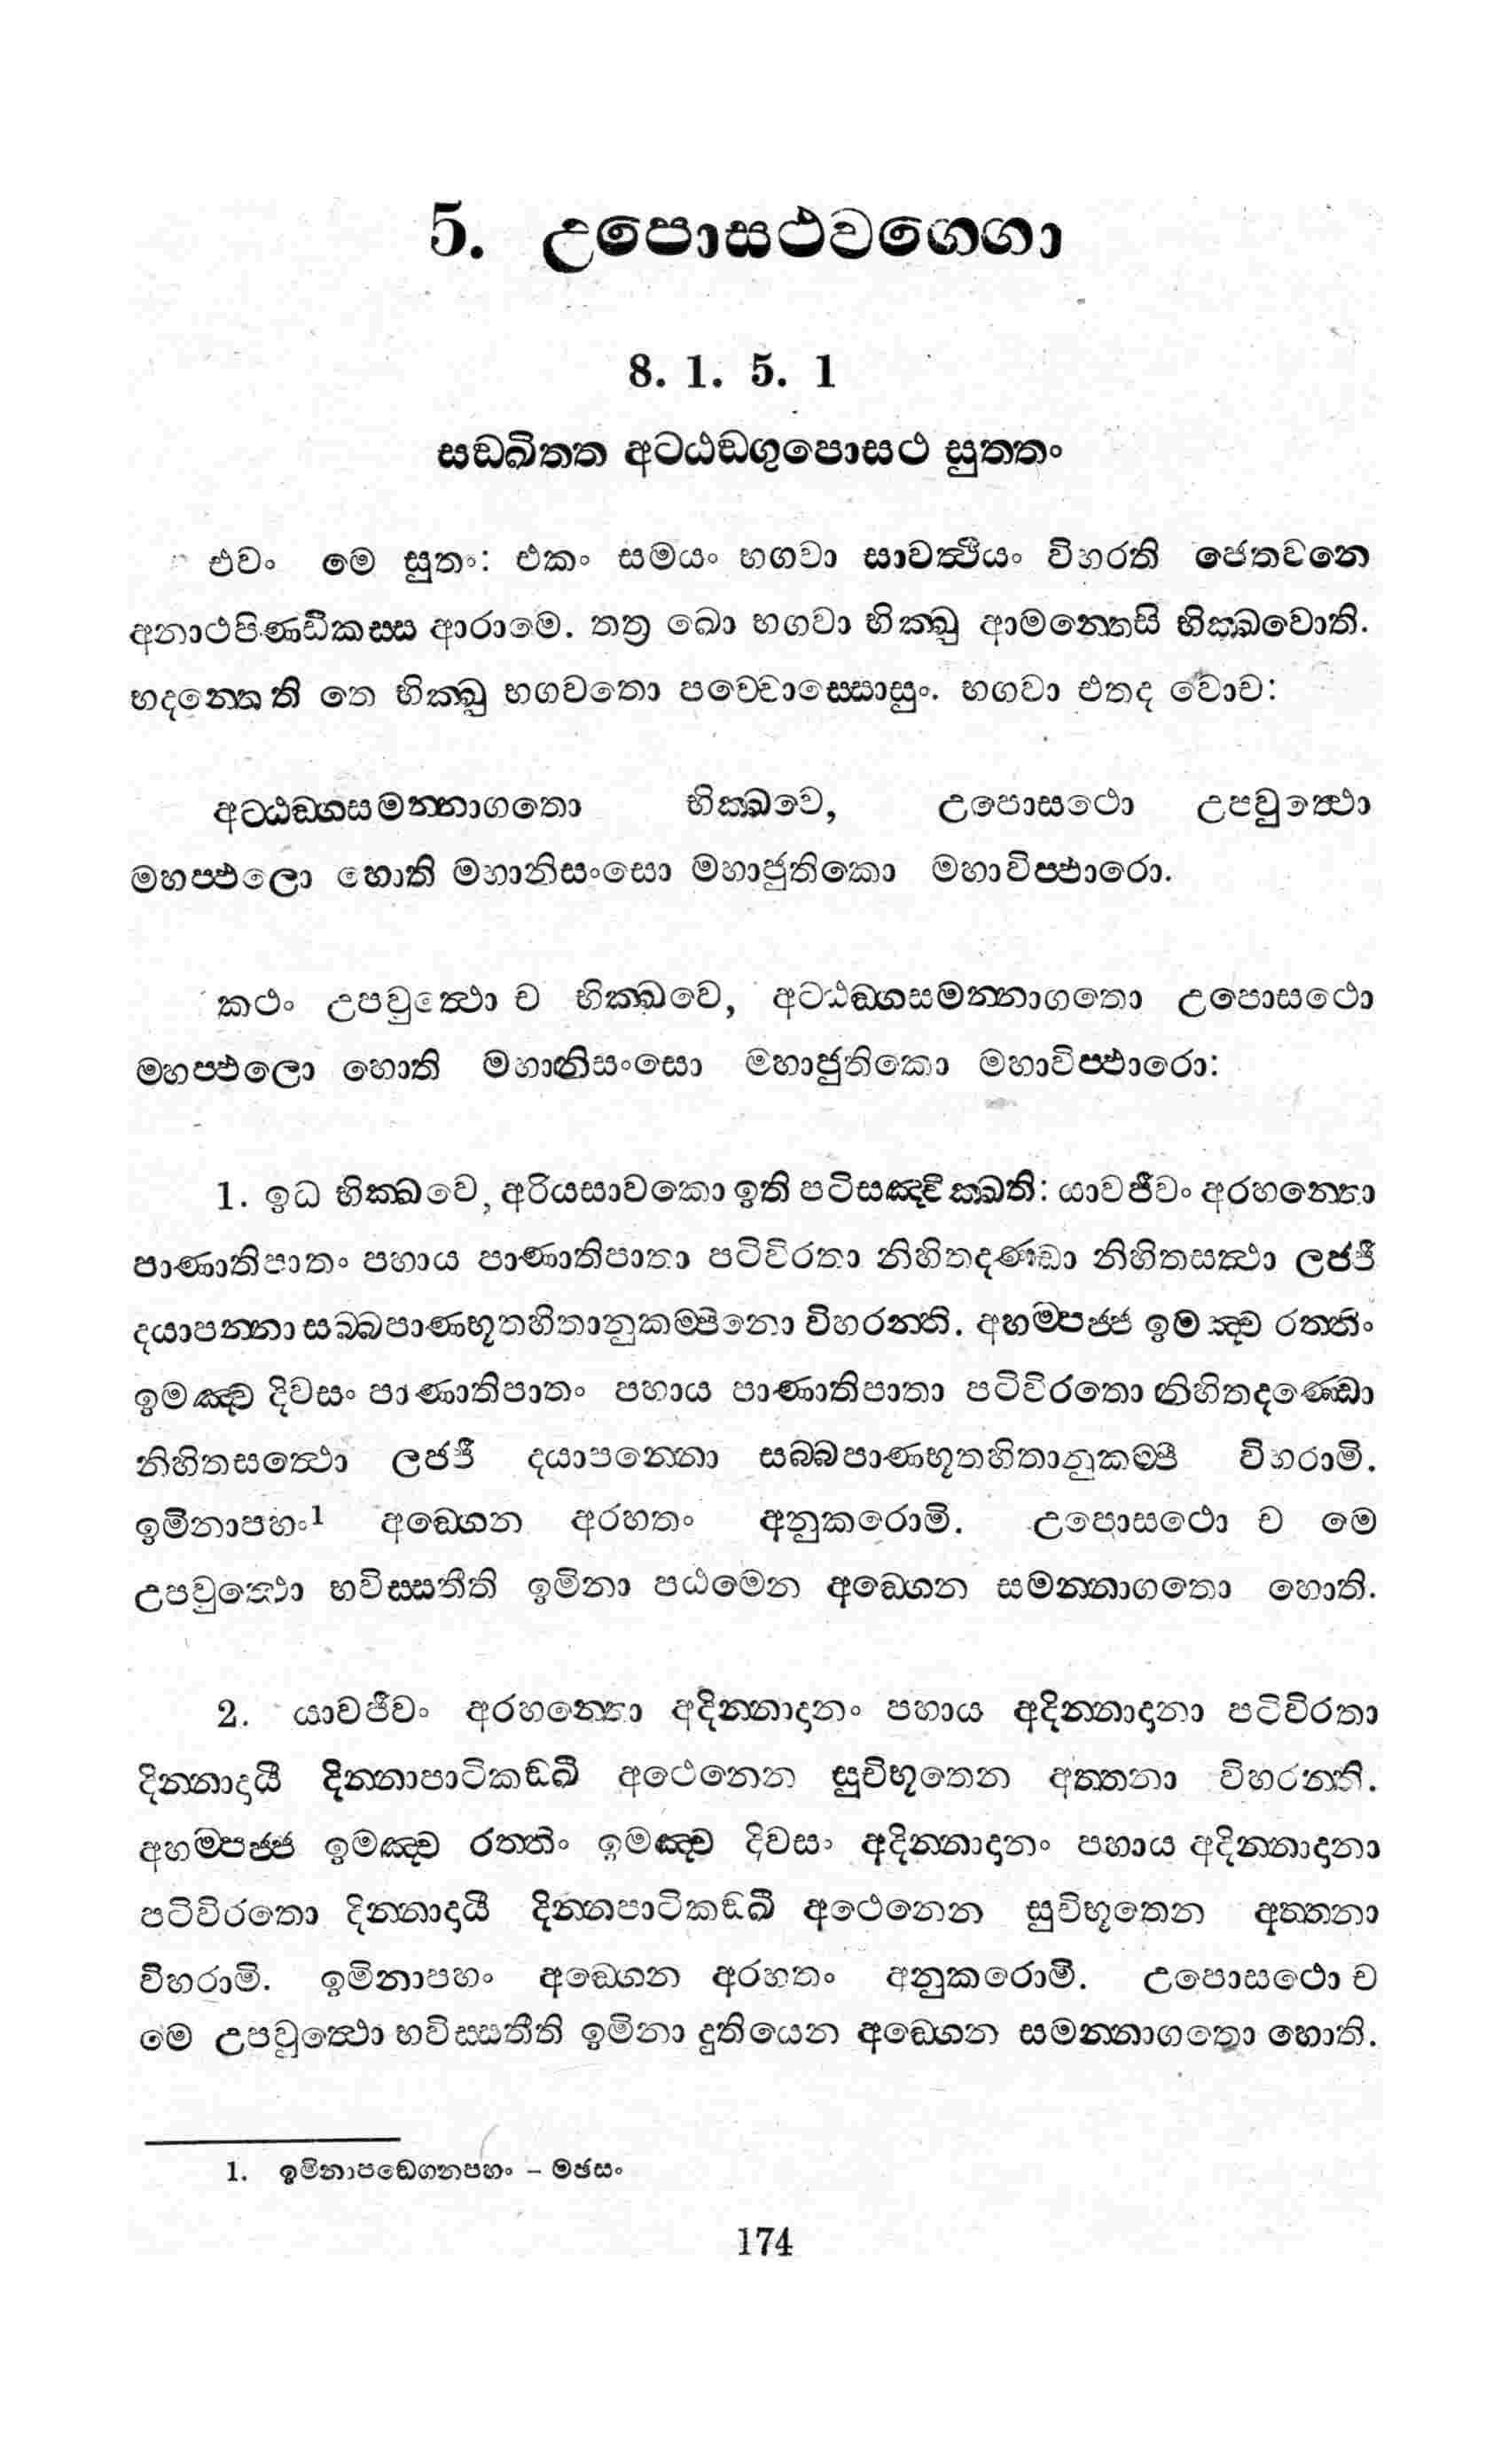 5. උපොසථවග්ගො
8. 1. 5. 1
සඞ්ඛිත්ත අට්ඨඞ්ගුපොසථ සුත්තං
එවං මෙ සුතං: එකං සමයං භගවා සාවත්ථියං විහරති ජෙතවනෙ
අනාථපිණ්ඩිකස්ස ආරාමෙ. තත්‍ර ඛො භගවා භික්ඛූ ආමන්තෙසි භික්ඛවොති.
භදන්තෙ ති තෙ භික්ඛූ භගවතො පච්චොස්සොසුං. භගවා එතද වොච:
අට්ඨඞ්ගසමන්නාගතො භික්ඛවෙ, උපොසථො උපවුත්ථො
මහප්ඵලො හොති මහානිසංසො මහාජුතිකො මහාවිප්ඵාරො.
කථං උපවුත්ථො ච භික්ඛවෙ, අට්ඨඞ්ගසමන්නාගතො උපොසථො
මහප්ඵලො හොති මහානිසංසො මහාජුතිකො මහාවිප්ඵාරො:
1. ඉධ භික්ඛවෙ, අරියසාවකො ඉති පටිසඤ්චික්ඛති: යාවජීවං අරහන්තො
පාණාතිපාතං පහාය පාණාතිපාතා පටිවිරතා නිහිතදණ්ඩා නිහිතසත්ථා ලජ්ජී
දයාපන්නා සබ්බපාණභූතහිතානුකම්පිනො විහරන්ති. අහම්පජ්ජ ඉමඤ්ච රත්තිං
ඉමඤ්ච දිවසං පාණාතිපාතං පහාය පාණාතිපාතා පටිවිරතො නිහිතදණ්ඩො
නිහිතසත්ථො ලජ්ජී දයාපන්නො සබ්බපාණභූතහිතානුකම්පී විහරාමි.
ඉමිනාපහං1 අඞ්ගෙන අරහතං අනුකරොමි. උපොසථො ච මෙ
උපවුත්ථො භවිස්සතීති ඉමිනා පඨමෙන අඞ්ගෙන සමන්නාගතො හොති.
2. යාවජීවං අරහන්තො අදින්නාදානං පහාය අදින්නාදානා පටිවිරතා
දින්නාදායී දින්නාපාටිකඞ්ඛී අථෙනෙන සුචිභූතෙන අත්තනා විහරන්ති.
අහම්පජ්ජ ඉමඤ්ච රත්තිං ඉමඤ්ච දිවසං අදින්නාදානං පහාය අදින්නාදානා
පටිවිරතො දින්නාදායී දින්නපාටිකඞ්ඛී අථෙනෙන සුචිභූතෙන අත්තනා
විහරාමි. ඉමිනාපහං අඞ්ගෙන අරහතං අනුකරොමි. උපොසථො ච
මෙ උපවුත්ථො භවිස්සතීති ඉමිනා දුතියෙන අඞ්ගෙන සමන්නාගතො හොති.
1. ඉමිනාපඞ්ගෙනපහං - මඡසං
174